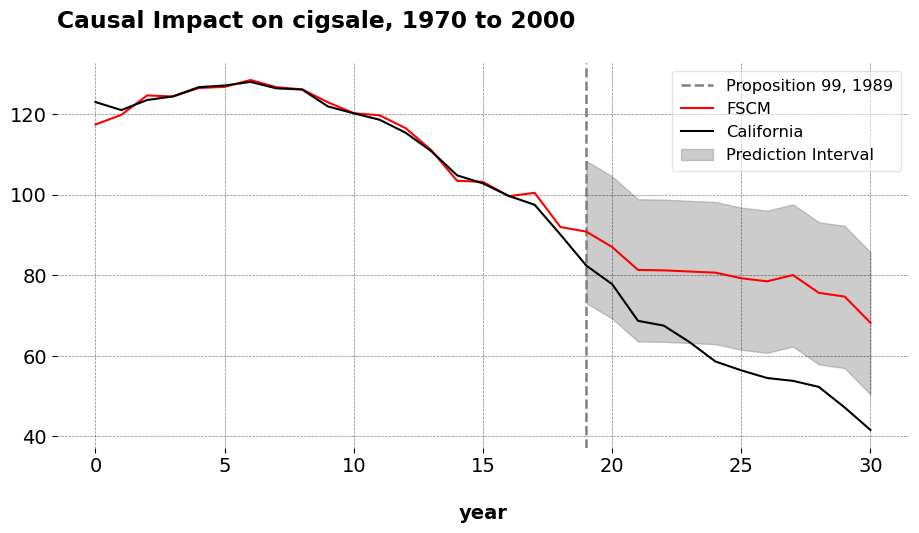 Causal Impact on cigsale, 1970 to 2000
Proposition 99, 1989
FSCM
California
Prediction Interval
120
100
80
60
40
0 5 10 15 20 25 30
year